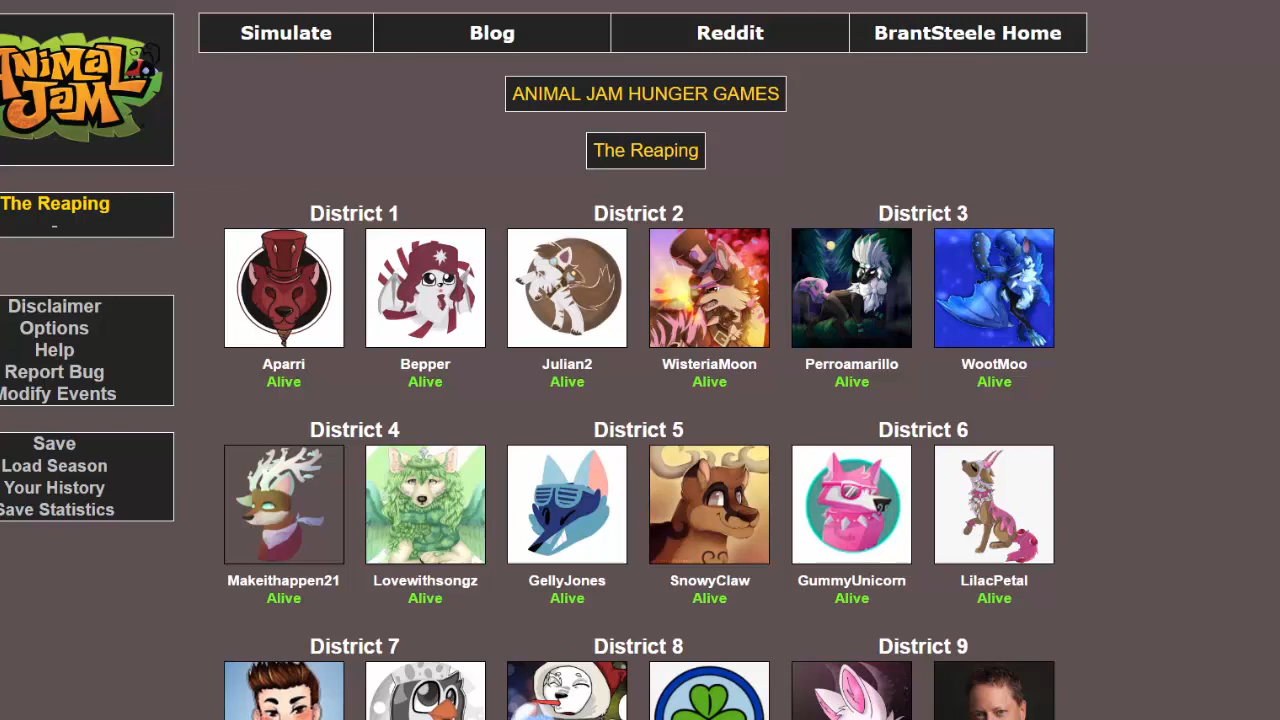 Simulate
Blog
Reddit
BrantSteele Home
ANIMAL JAM
ANIMAL JAM HUNGER GAMES
The Reaping
The Reaping
-
Disclaimer
Options
Help
Report Bug
Modify Events
Save
Load Season
Your History
Save Statistics
District 1
District 2
District 3
Aparri
Bepper
Julian2
WisteriaMoon
Perroamarillo
WootMoo
Alive
Alive
Alive
Alive
Alive
Alive
District 4
District 5
District 6
Makeithappen21
Lovewithsongz
GellyJones
SnowyClaw
GummyUnicorn
LilacPetal
Alive
Alive
Alive
Alive
Alive
Alive
District 7
District 8
District 9